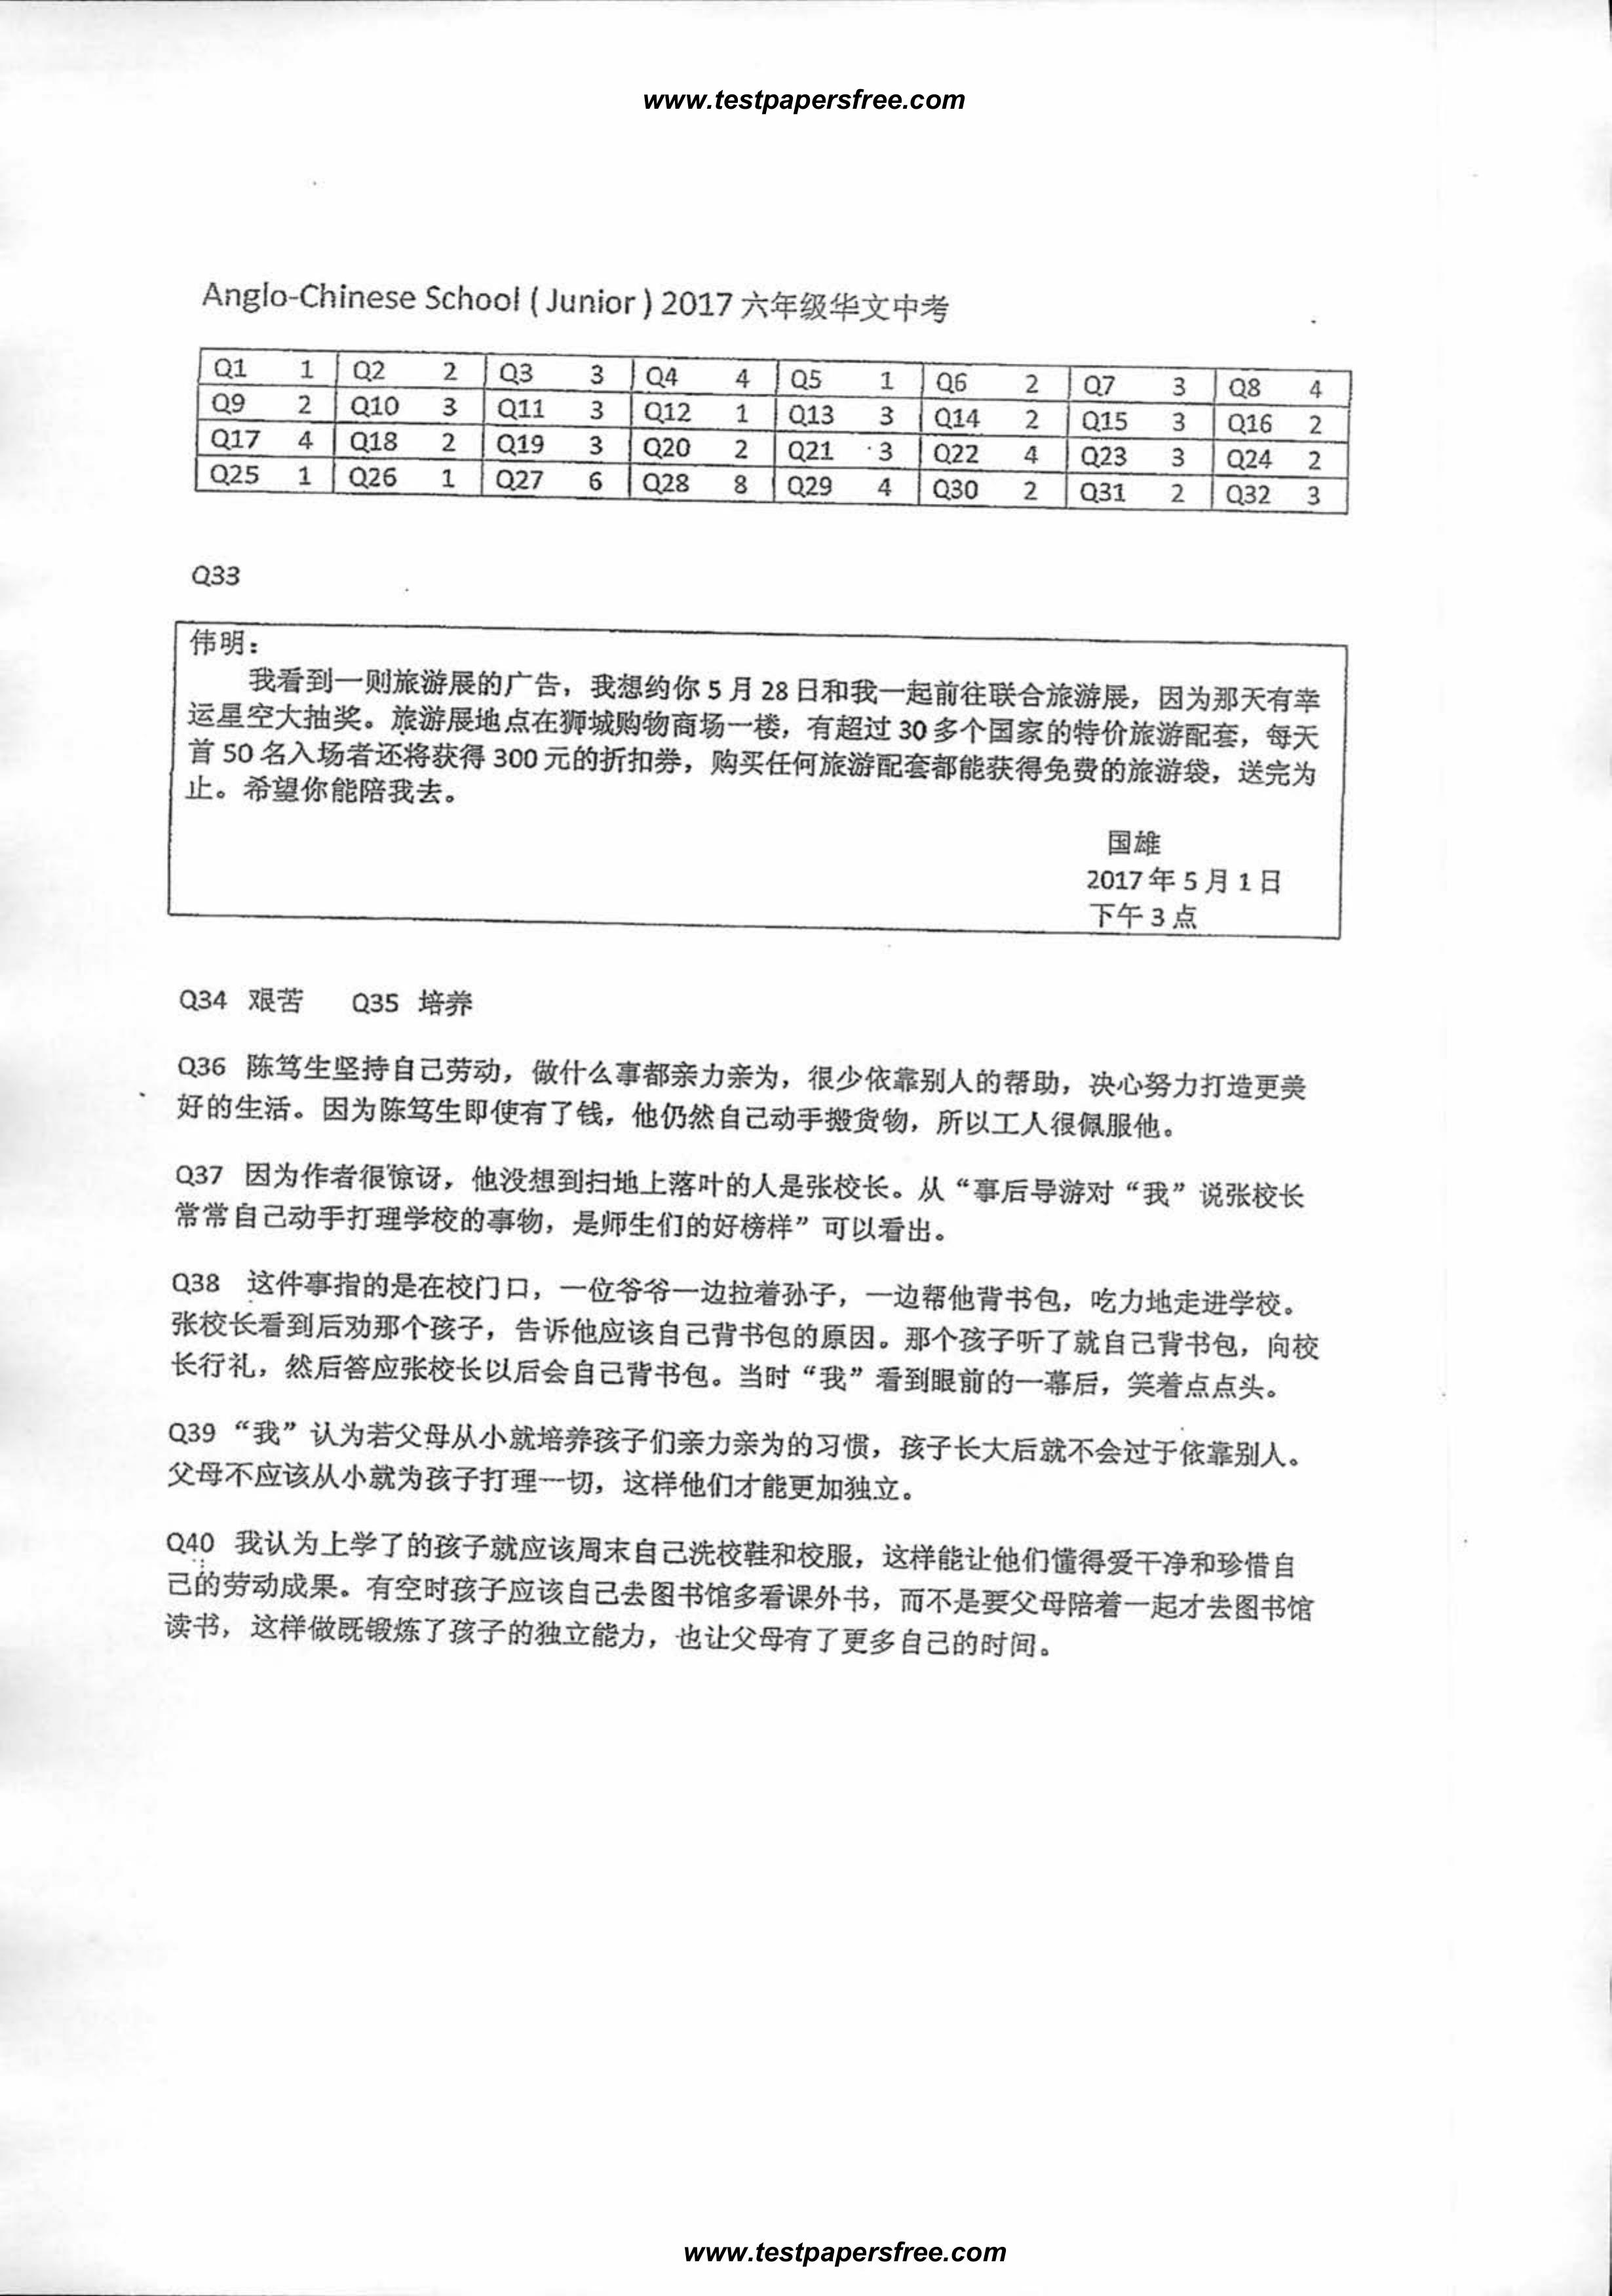 www.testpapersfree.com
Anglo-Chinese School ( Junior ) 2017 六年级华文中考
Q1 1 Q2 2 Q3 3 Q4 4 Q5 1 Q6 2 Q7 3 Q8 4
Q9 2 Q10 3 Q11 3 Q12 1 Q13 3 Q14 2 Q15 3 Q16 2
Q17 4 Q18 2 Q19 3 Q20 2 Q21 3 Q22 4 Q23 3 Q24 2
Q25 1 Q26 1 Q27 6 Q28 8 Q29 4 Q30 2 Q31 2 Q32 3
Q33
伟明：
我看到一则旅游展的广告，我想约你 5 月 28 日和我一起前往联合旅游展，因为那天有幸
运星空大抽奖。旅游展地点在狮城购物商场一楼，有超过 30 多个国家的特价旅游配套，每天
首 50 名入场者还将获得 300 元的折扣券，购买任何旅游配套都能获得免费的旅游袋，送完为
止。希望你能陪我去。
国雄
2017 年 5 月 1 日
下午 3 点
Q34 艰苦 Q35 培养
Q36 陈笃生坚持自己劳动，做什么事都亲力亲为，很少依靠别人的帮助，决心努力打造更美
好的生活。因为陈笃生即使有了钱，他仍然自己动手搬货物，所以工人很佩服他。
Q37 因为作者很惊讶，他没想到扫地上落叶的人是张校长。从“事后导游对“我”说张校长
常常自己动手打理学校的事物，是师生们的好榜样”可以看出。
Q38 这件事指的是在校门口，一位爷爷一边拉着孙子，一边帮他背书包，吃力地走进学校。
张校长看到后劝那个孩子，告诉他应该自己背书包的原因。那个孩子听了就自己背书包，向校
长行礼，然后答应张校长以后会自己背书包。当时“我”看到眼前的一幕后，笑着点点头。
Q39 “我”认为若父母从小就培养孩子们亲力亲为的习惯，孩子长大后就不会过于依靠别人。
父母不应该从小就为孩子打理一切，这样他们才能更加独立。
Q40 我认为上学了的孩子就应该周末自己洗校鞋和校服，这样能让他们懂得爱干净和珍惜自
己的劳动成果。有空时孩子应该自己去图书馆多看课外书，而不是要父母陪着一起才去图书馆
读书，这样做既锻炼了孩子的独立能力，也让父母有了更多自己的时间。
www.testpapersfree.com